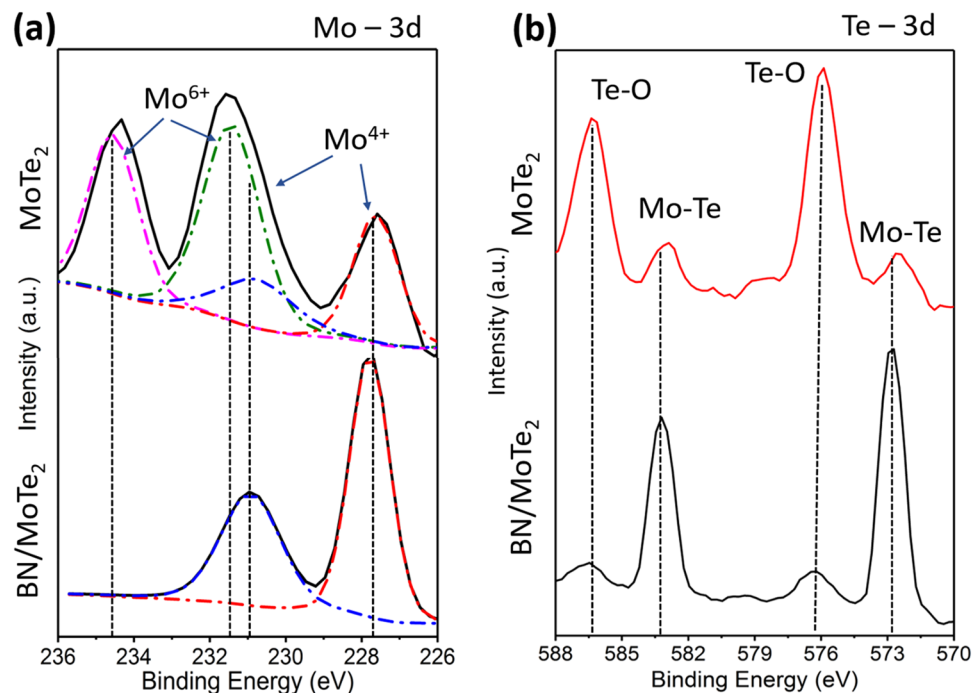 (a)
Mo – 3d
Mo6+
Mo4+
MoTe2
BN/MoTe2
Intensity (a.u.)
236 234 232 230 228 226
Binding Energy (eV)
(b)
Te – 3d
Te-O
Te-O
Mo-Te
Mo-Te
MoTe2
BN/MoTe2
Intensity (a.u.)
588 585 582 579 576 573 570
Binding Energy (eV)